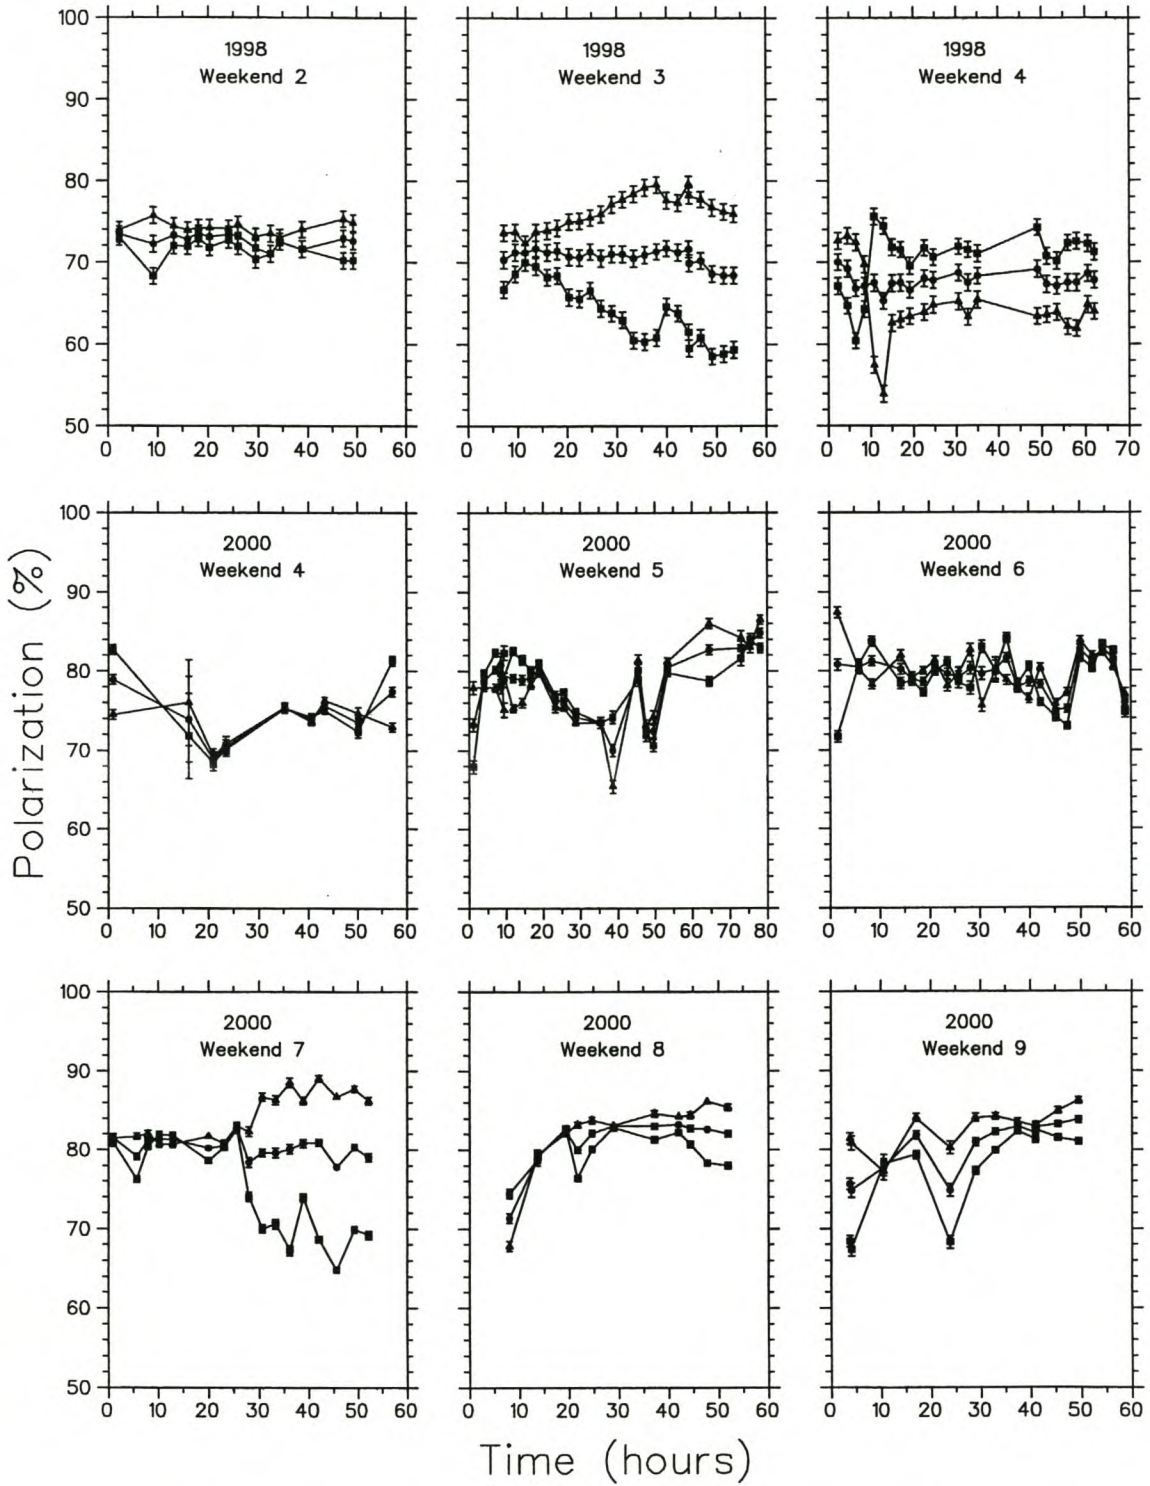 1998
Weekend 2
1998
Weekend 3
1998
Weekend 4
100
90
80
70
60
50
0 10 20 30 40 50 60
0 10 20 30 40 50 60
0 10 20 30 40 50 60 70
2000
Weekend 4
2000
Weekend 5
2000
Weekend 6
100
90
80
70
60
50
0 10 20 30 40 50 60
0 10 20 30 40 50 60 70 80
0 10 20 30 40 50 60
Polarization (%)
2000
Weekend 7
2000
Weekend 8
2000
Weekend 9
100
90
80
70
60
50
0 10 20 30 40 50 60
0 10 20 30 40 50 60
0 10 20 30 40 50 60
Time (hours)